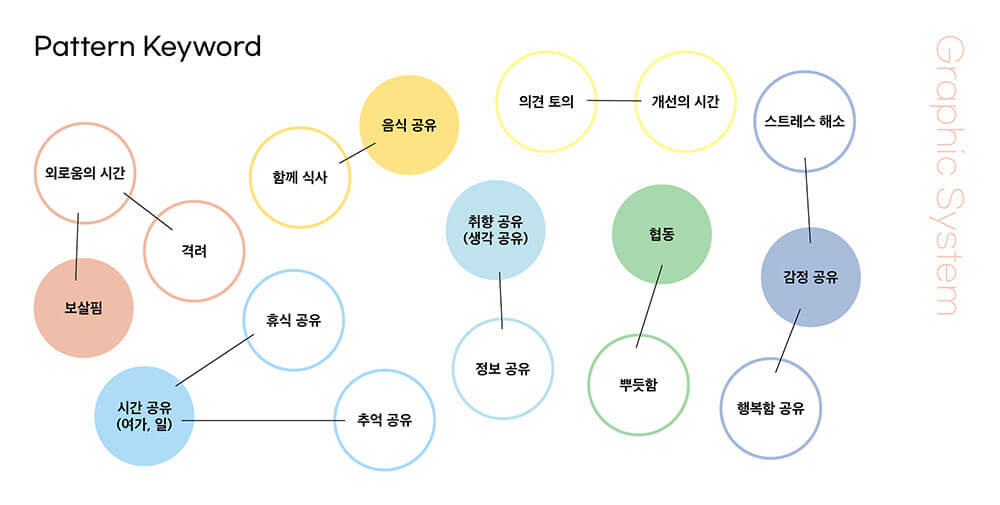 Pattern Keyword
Graphic System
외로움의 시간
격려
보살핌
음식 공유
함께 식사
의견 토의
개선의 시간
스트레스 해소
취향 공유
(생각 공유)
협동
감정 공유
휴식 공유
정보 공유
뿌듯함
행복함 공유
시간 공유
(여가, 일)
추억 공유